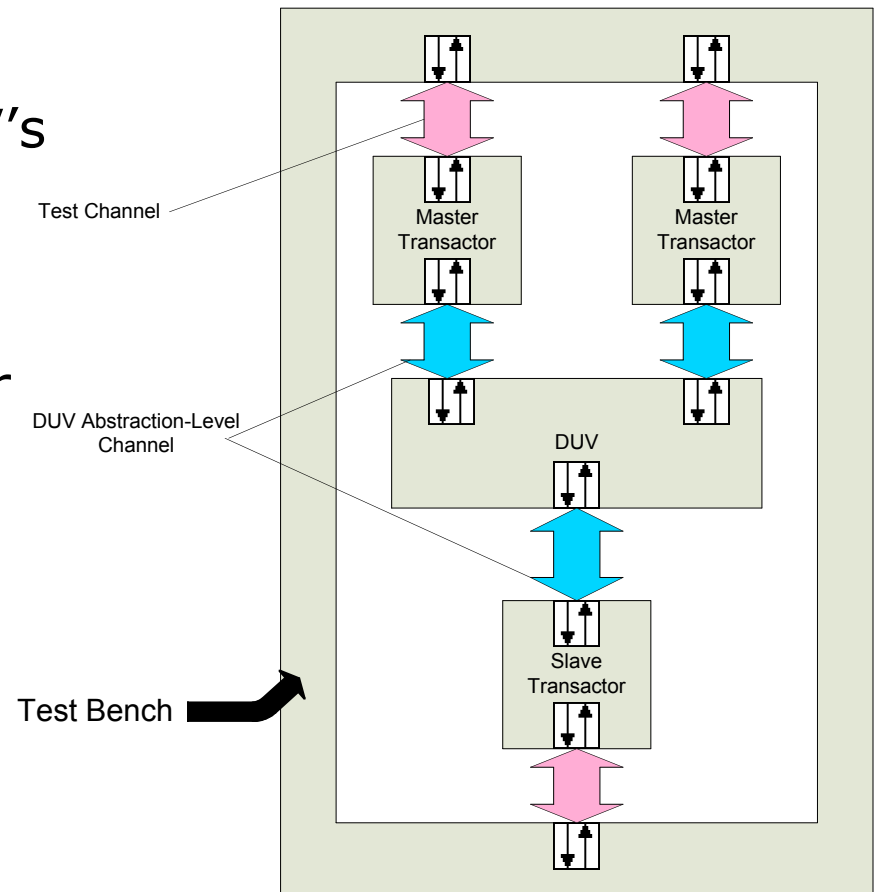 's
Test Channel
Master
Transactor
Master
Transactor
r
DUV Abstraction-Level
Channel
DUV
Slave
Transactor
Test Bench